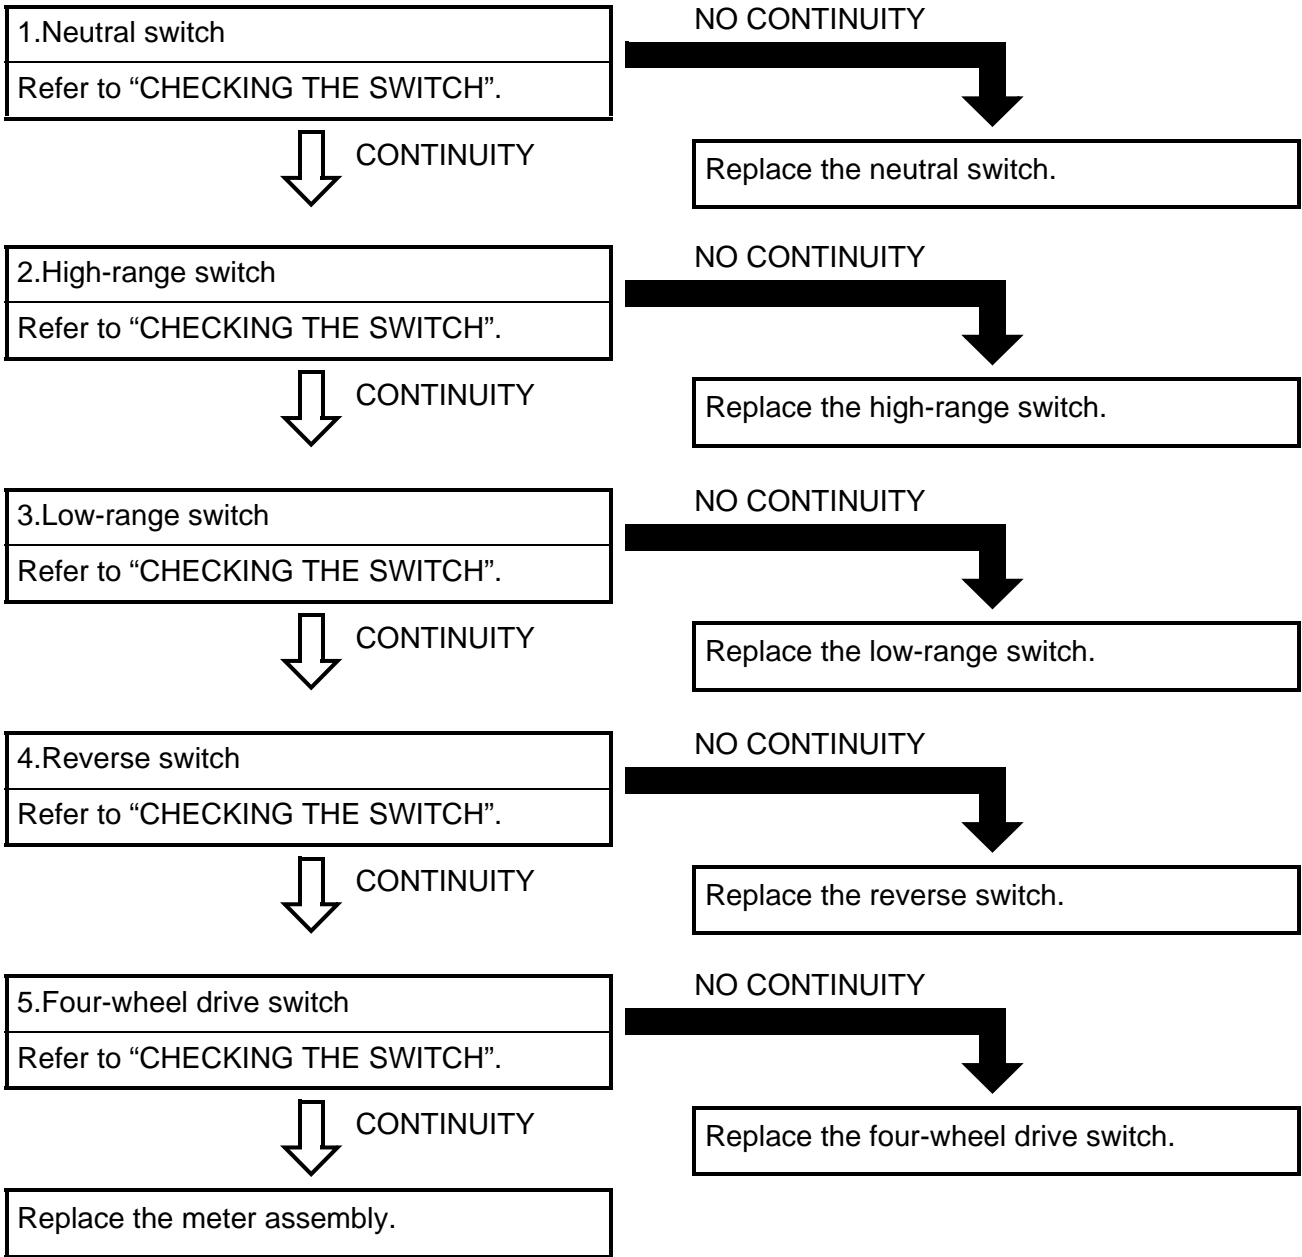 1.Neutral switch
NO CONTINUITY
Refer to “CHECKING THE SWITCH”.
CONTINUITY
Replace the neutral switch.
2.High-range switch
NO CONTINUITY
Refer to “CHECKING THE SWITCH”.
CONTINUITY
Replace the high-range switch.
3.Low-range switch
NO CONTINUITY
Refer to “CHECKING THE SWITCH”.
CONTINUITY
Replace the low-range switch.
4.Reverse switch
NO CONTINUITY
Refer to “CHECKING THE SWITCH”.
CONTINUITY
Replace the reverse switch.
5.Four-wheel drive switch
NO CONTINUITY
Refer to “CHECKING THE SWITCH”.
CONTINUITY
Replace the four-wheel drive switch.
Replace the meter assembly.